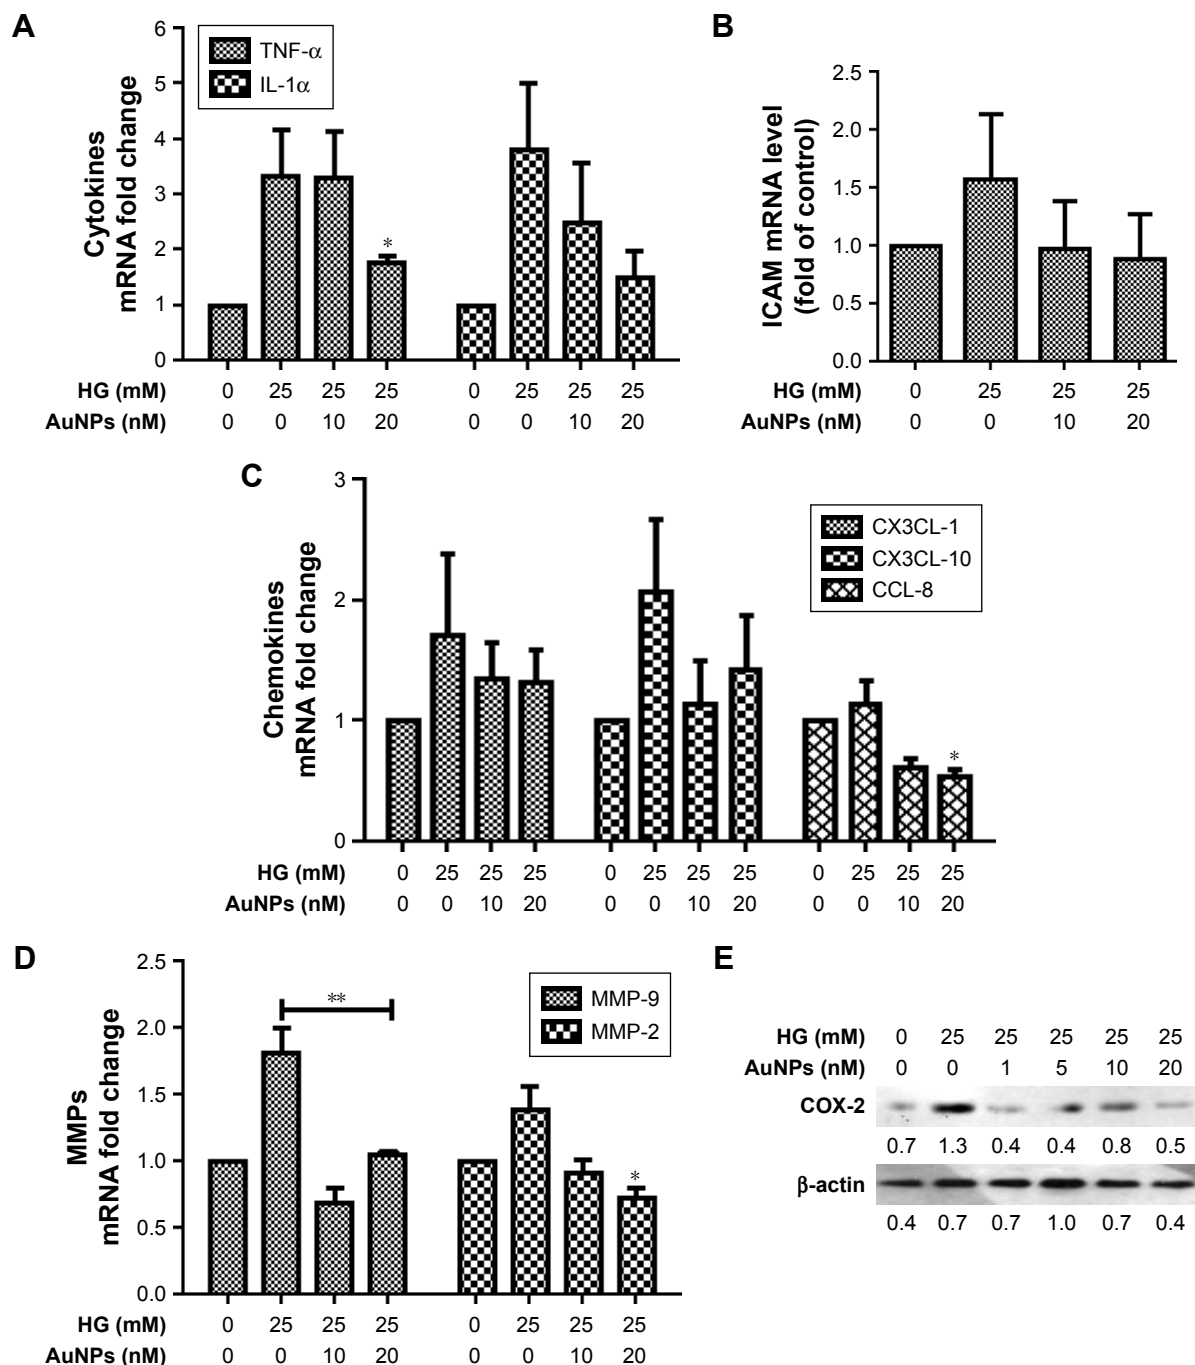 A
Cytokines
mRNA fold change
6
5
4
3
2
1
0
TNF-α
IL-1α
*
HG (mM) 0 25 25 25 0 25 25 25
AuNPs (nM) 0 0 10 20 0 0 10 20
B
ICAM mRNA level
(fold of control)
2.5
2.0
1.5
1.0
0.5
0.0
HG (mM) 0 25 25 25
AuNPs (nM) 0 0 10 20
C
Chemokines
mRNA fold change
3
2
1
0
CX3CL-1
CX3CL-10
CCL-8
*
HG (mM) 0 25 25 25 0 25 25 25 0 25 25 25
AuNPs (nM) 0 0 10 20 0 0 10 20 0 0 10 20
D
MMPs
mRNA fold change
2.5
2.0
1.5
1.0
0.5
0.0
**
MMP-9
MMP-2
*
HG (mM) 0 25 25 25 0 25 25 25
AuNPs (nM) 0 0 10 20 0 0 10 20
E
HG (mM) 0 25 25 25 25 25
AuNPs (nM) 0 0 1 5 10 20
COX-2
0.7 1.3 0.4 0.4 0.8 0.5
β-actin
0.4 0.7 0.7 1.0 0.7 0.4